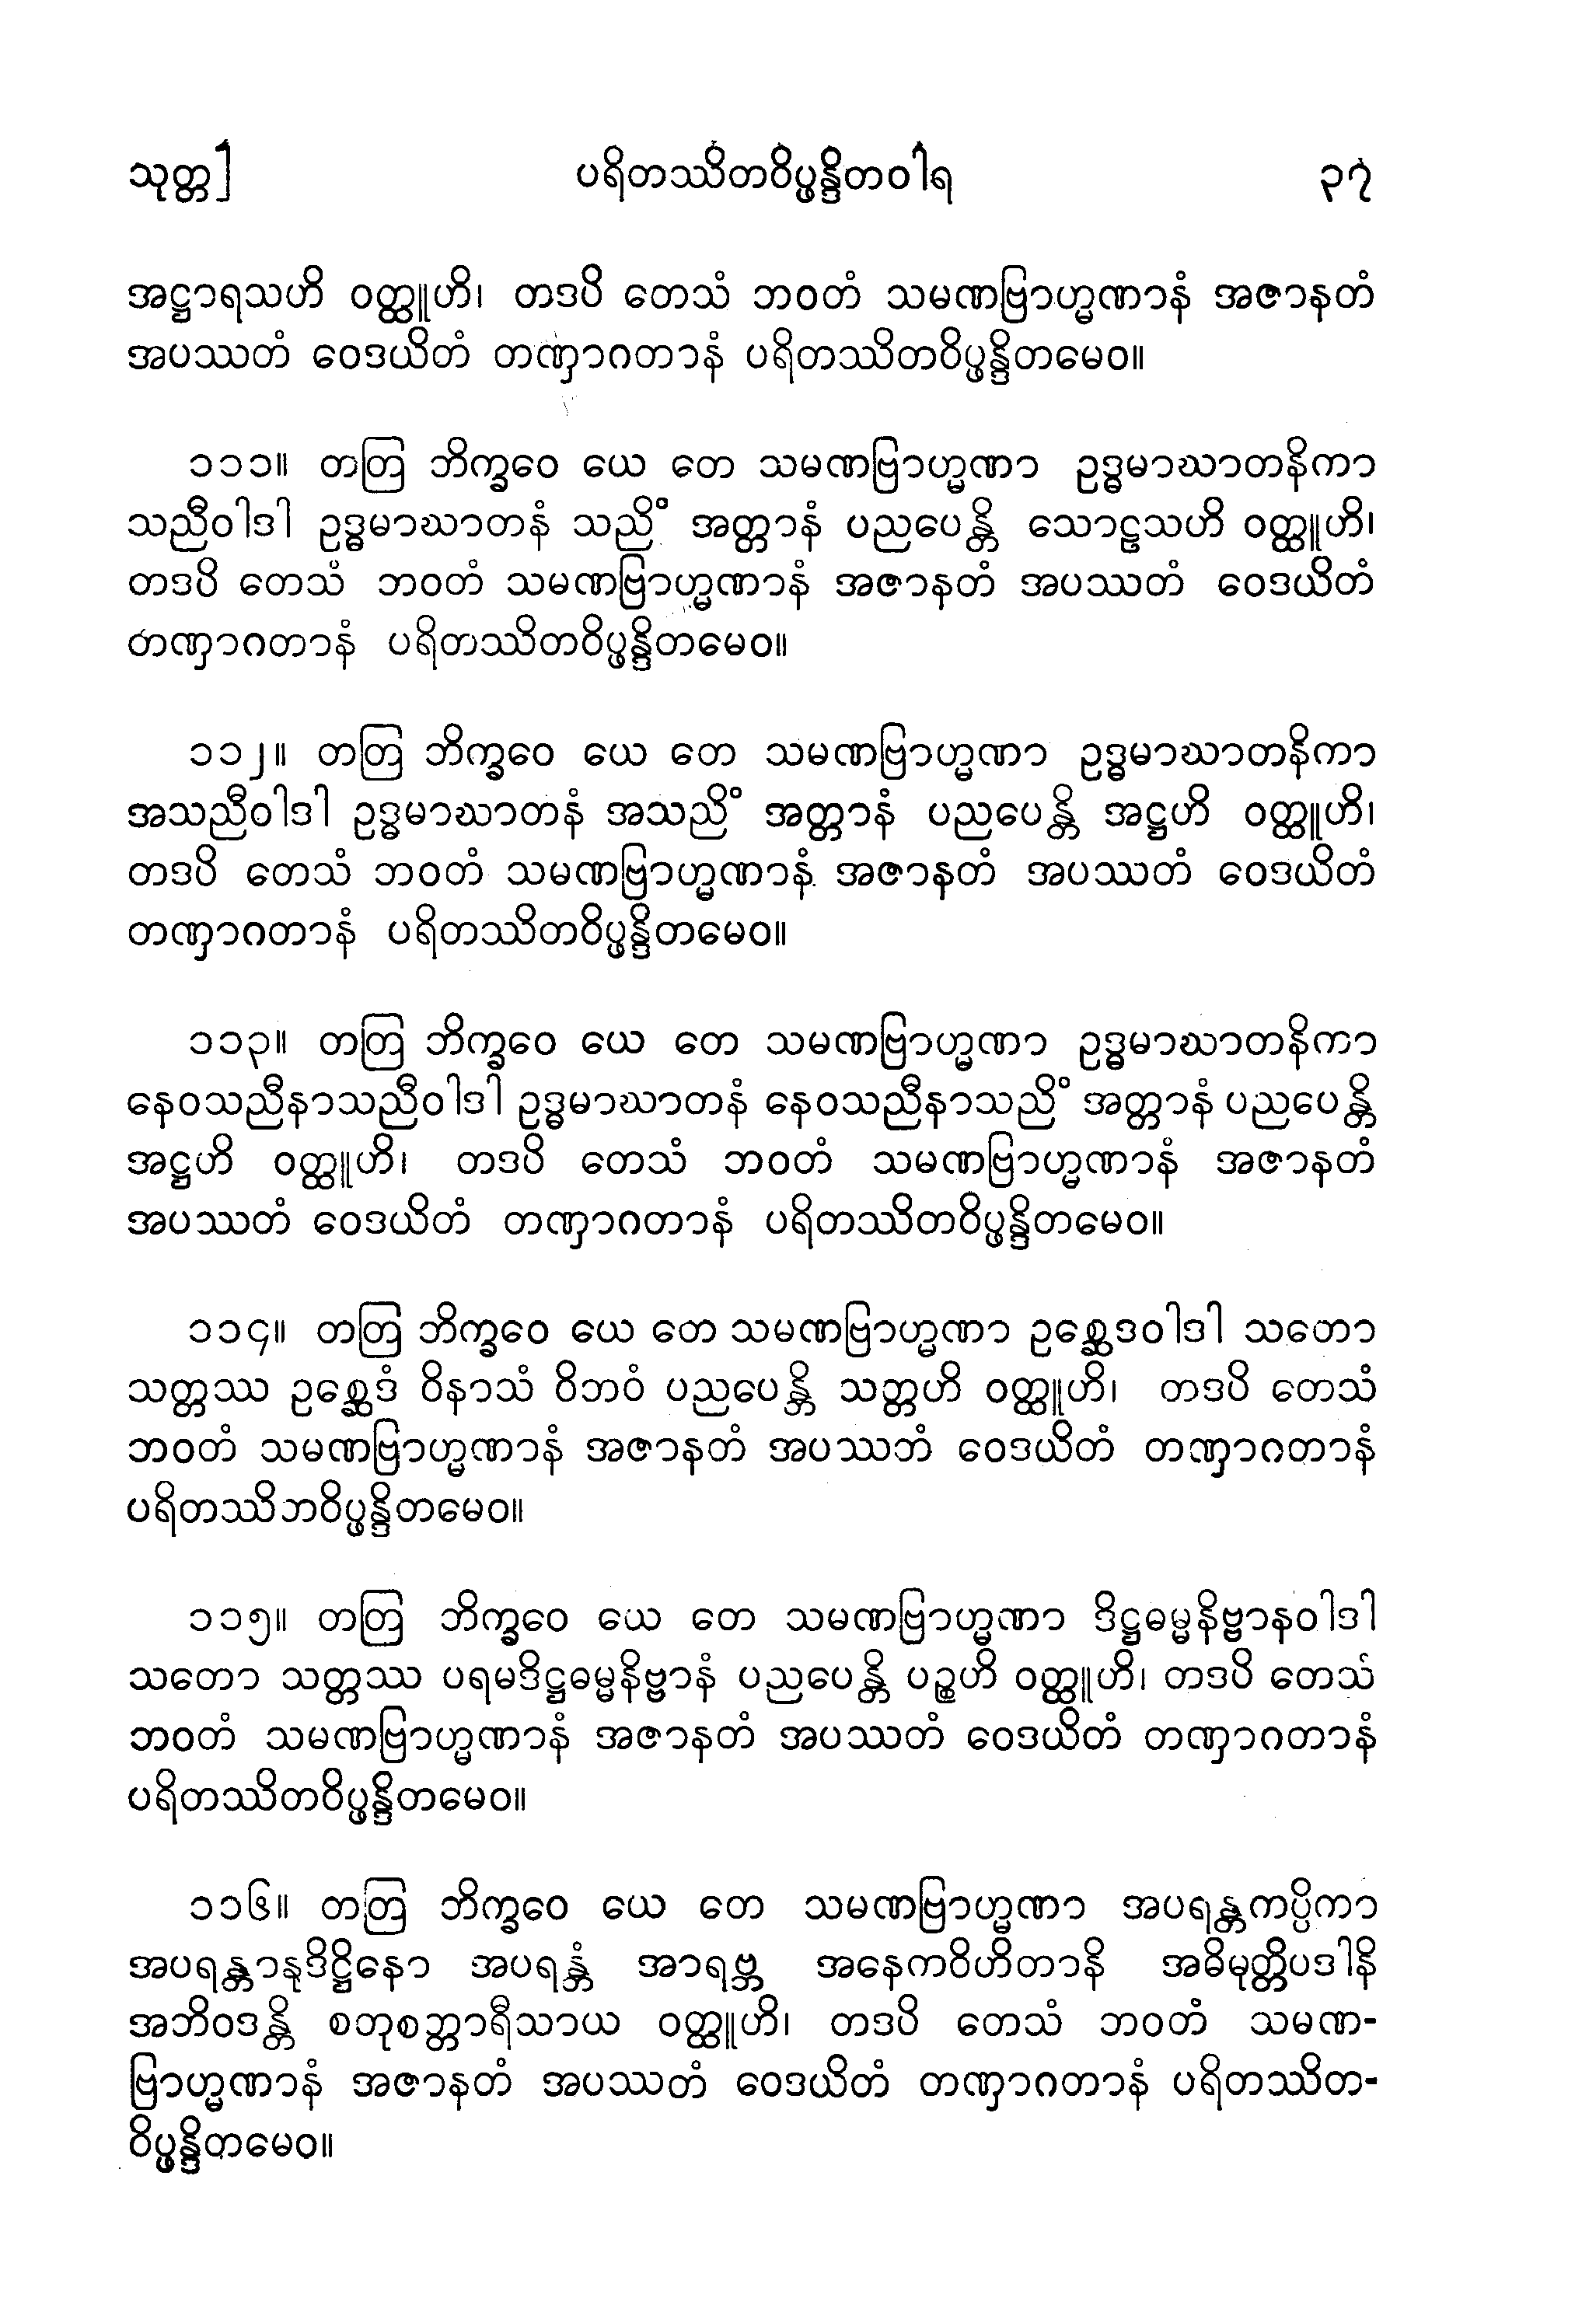 သုတ္တ] ပရိတဿိတဝိပ္ဖန္ဒိတဝါရ ၃၇
အဋ္ဌာရသဟိ ဝတ္ထူဟိ၊ တဒပိ တေသံ ဘဝတံ သမဏဗြာဟ္မဏာနံ အဇာနတံ
အပဿတံ ဝေဒယိတံ တဏှာဂတာနံ ပရိတဿိတဝိပ္ဖန္ဒိတမေဝ။
၁၁၁။ တတြ ဘိက္ခဝေ ယေ တေ သမဏဗြာဟ္မဏာ ဥဒ္ဓမာဃာတနိကာ
သညီဝါဒါ ဥဒ္ဓမာဃာတနံ သညိံ အတ္တာနံ ပညပေန္တိ သောဠသဟိ ဝတ္ထူဟိ၊
တဒပိ တေသံ ဘဝတံ သမဏဗြာဟ္မဏာနံ အဇာနတံ အပဿတံ ဝေဒယိတံ
တဏှာဂတာနံ ပရိတဿိတဝိပ္ဖန္ဒိတမေဝ။
၁၁၂။ တတြ ဘိက္ခဝေ ယေ တေ သမဏဗြာဟ္မဏာ ဥဒ္ဓမာဃာတနိကာ
အသညီဝါဒါ ဥဒ္ဓမာဃာတနံ အသညိံ အတ္တာနံ ပညပေန္တိ အဋ္ဌဟိ ဝတ္ထူဟိ၊
တဒပိ တေသံ ဘဝတံ သမဏဗြာဟ္မဏာနံ အဇာနတံ အပဿတံ ဝေဒယိတံ
တဏှာဂတာနံ ပရိတဿိတဝိပ္ဖန္ဒိတမေဝ။
၁၁၃။ တတြ ဘိက္ခဝေ ယေ တေ သမဏဗြာဟ္မဏာ ဥဒ္ဓမာဃာတနိကာ
နေဝသညီနာသညီဝါဒါ ဥဒ္ဓမာဃာတနံ နေဝသညီနာသညိံ အတ္တာနံ ပညပေန္တိ
အဋ္ဌဟိ ဝတ္ထူဟိ၊ တဒပိ တေသံ ဘဝတံ သမဏဗြာဟ္မဏာနံ အဇာနတံ
အပဿတံ ဝေဒယိတံ တဏှာဂတာနံ ပရိတဿိတဝိပ္ဖန္ဒိတမေဝ။
၁၁၄။ တတြ ဘိက္ခဝေ ယေ တေ သမဏဗြာဟ္မဏာ ဥစ္ဆေဒဝါဒါ သတော
သတ္တဿ ဥစ္ဆေဒံ ဝိနာသံ ဝိဘဝံ ပညပေန္တိ သတ္တဟိ ဝတ္ထူဟိ၊ တဒပိ တေသံ
ဘဝတံ သမဏဗြာဟ္မဏာနံ အဇာနတံ အပဿတံ ဝေဒယိတံ တဏှာဂတာနံ
ပရိတဿိတဝိပ္ဖန္ဒိတမေဝ။
၁၁၅။ တတြ ဘိက္ခဝေ ယေ တေ သမဏဗြာဟ္မဏာ ဒိဋ္ဌဓမ္မနိဗ္ဗာနဝါဒါ
သတော သတ္တဿ ပရမဒိဋ္ဌဓမ္မနိဗ္ဗာနံ ပညပေန္တိ ပဉ္စဟိ ဝတ္ထူဟိ၊ တဒပိ တေသံ
ဘဝတံ သမဏဗြာဟ္မဏာနံ အဇာနတံ အပဿတံ ဝေဒယိတံ တဏှာဂတာနံ
ပရိတဿိတဝိပ္ဖန္ဒိတမေဝ။
၁၁၆။ တတြ ဘိက္ခဝေ ယေ တေ သမဏဗြာဟ္မဏာ အပရန္တကပ္ပိကာ
အပရန္တာနုဒိဋ္ဌိနော အပရန္တံ အာရဗ္ဘ အနေကဝိဟိတာနိ အဓိမုတ္တိပဒါနိ
အဘိဝဒန္တိ စတုစတ္တာရီသာယ ဝတ္ထူဟိ၊ တဒပိ တေသံ ဘဝတံ သမဏ-
ဗြာဟ္မဏာနံ အဇာနတံ အပဿတံ ဝေဒယိတံ တဏှာဂတာနံ ပရိတဿိတ-
ဝိပ္ဖန္ဒိတမေဝ။